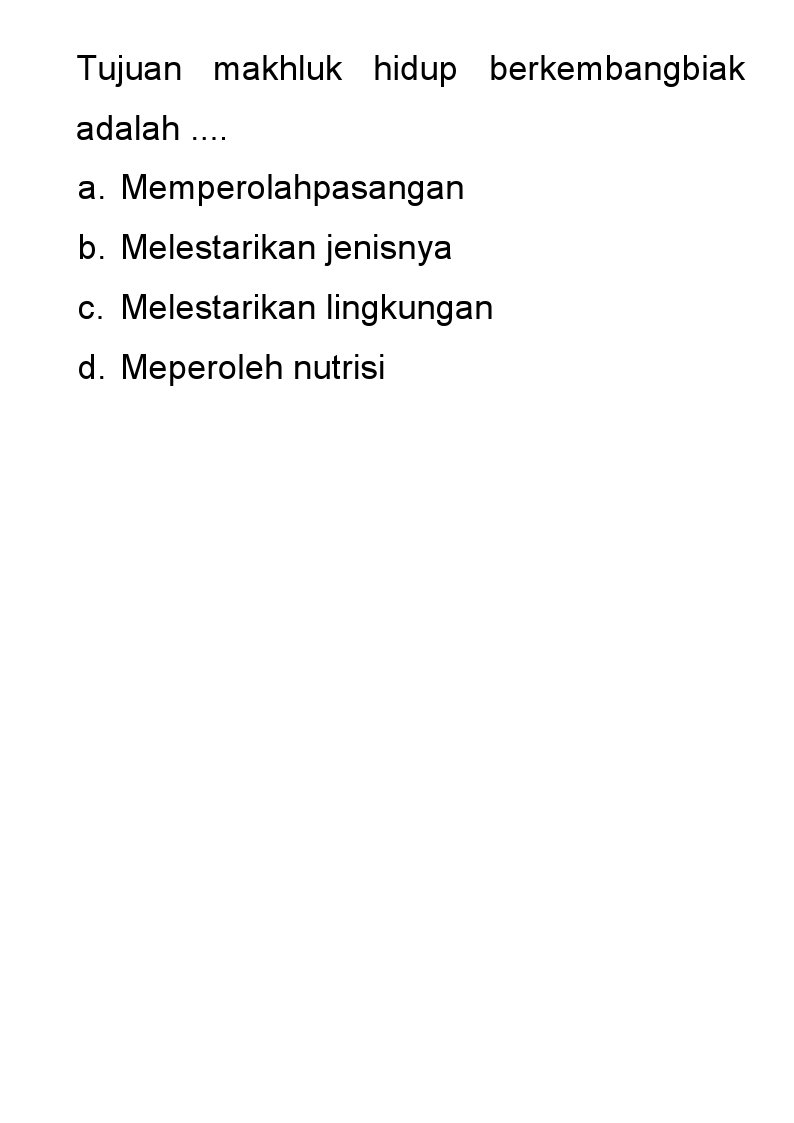 Tujuan makhluk hidup berkembangbiak
adalah ....
a. Memperolahpasangan
b. Melestarikan jenisnya
c. Melestarikan lingkungan
d. Meperoleh nutrisi